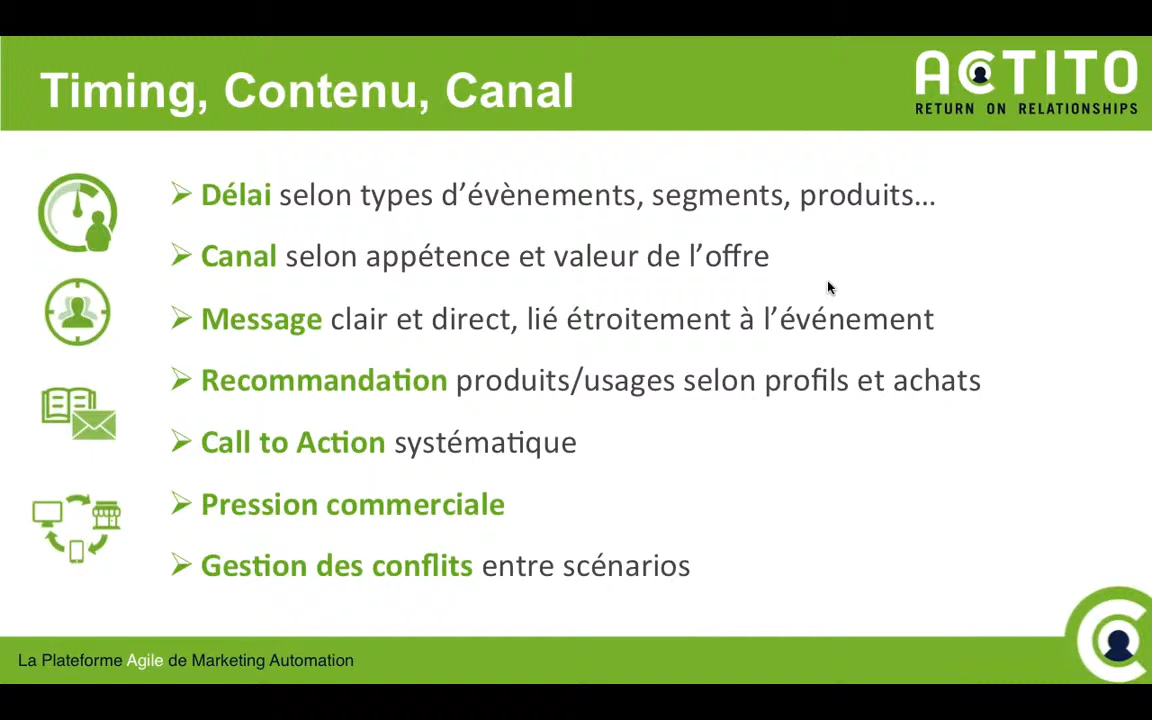 Timing, Contenu, Canal
ACTITO
RETURN ON RELATIONSHIPS
Délai selon types d’évènements, segments, produits…
Canal selon appétence et valeur de l’offre
Message clair et direct, lié étroitement à l’événement
Recommandation produits/usages selon profils et achats
Call to Action systématique
Pression commerciale
Gestion des conflits entre scénarios
La Plateforme Agile de Marketing Automation